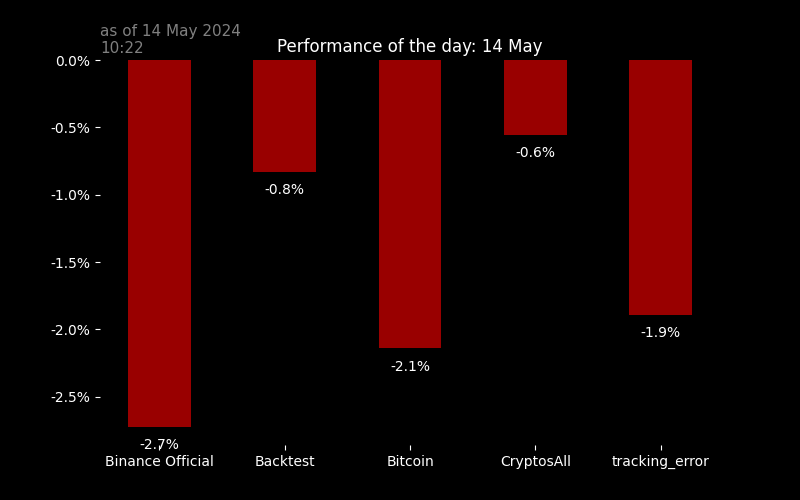 as of 14 May 2024
10:22
Performance of the day: 14 May
0.0%
-0.5%
-1.0%
-1.5%
-2.0%
-2.5%
-2.7%
-0.8%
-2.1%
-0.6%
-1.9%
Binance Official
Backtest
Bitcoin
CryptosAll
tracking_error